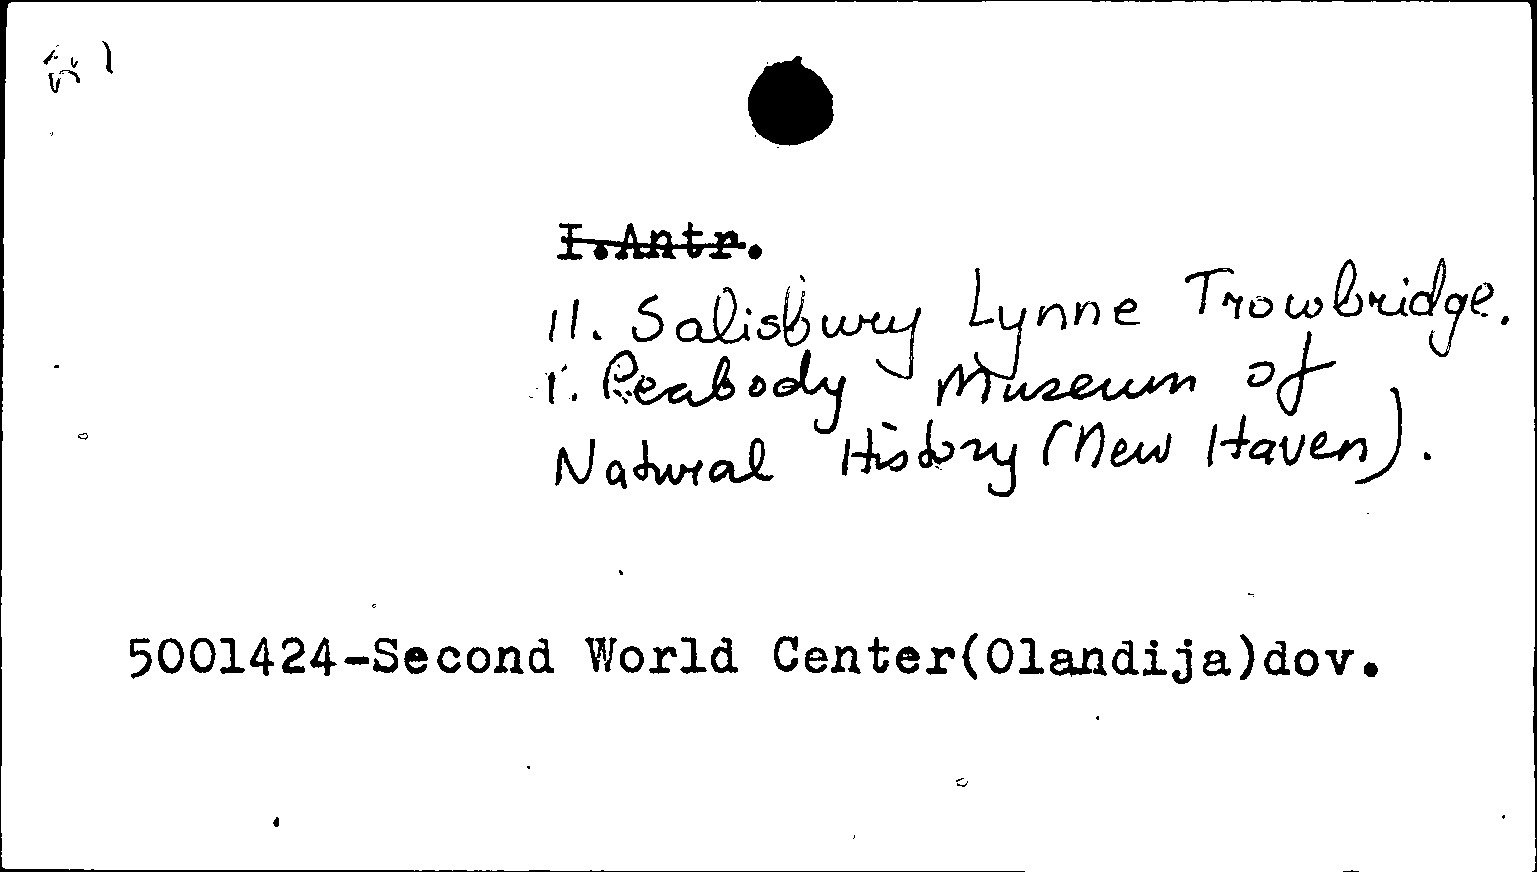 I.Antr.
II. Salisbury Lynne Trowbridge.
I. Peabody Museum of
Natural History (New Haven).
5001424-Second World Center(Olandija)dov.